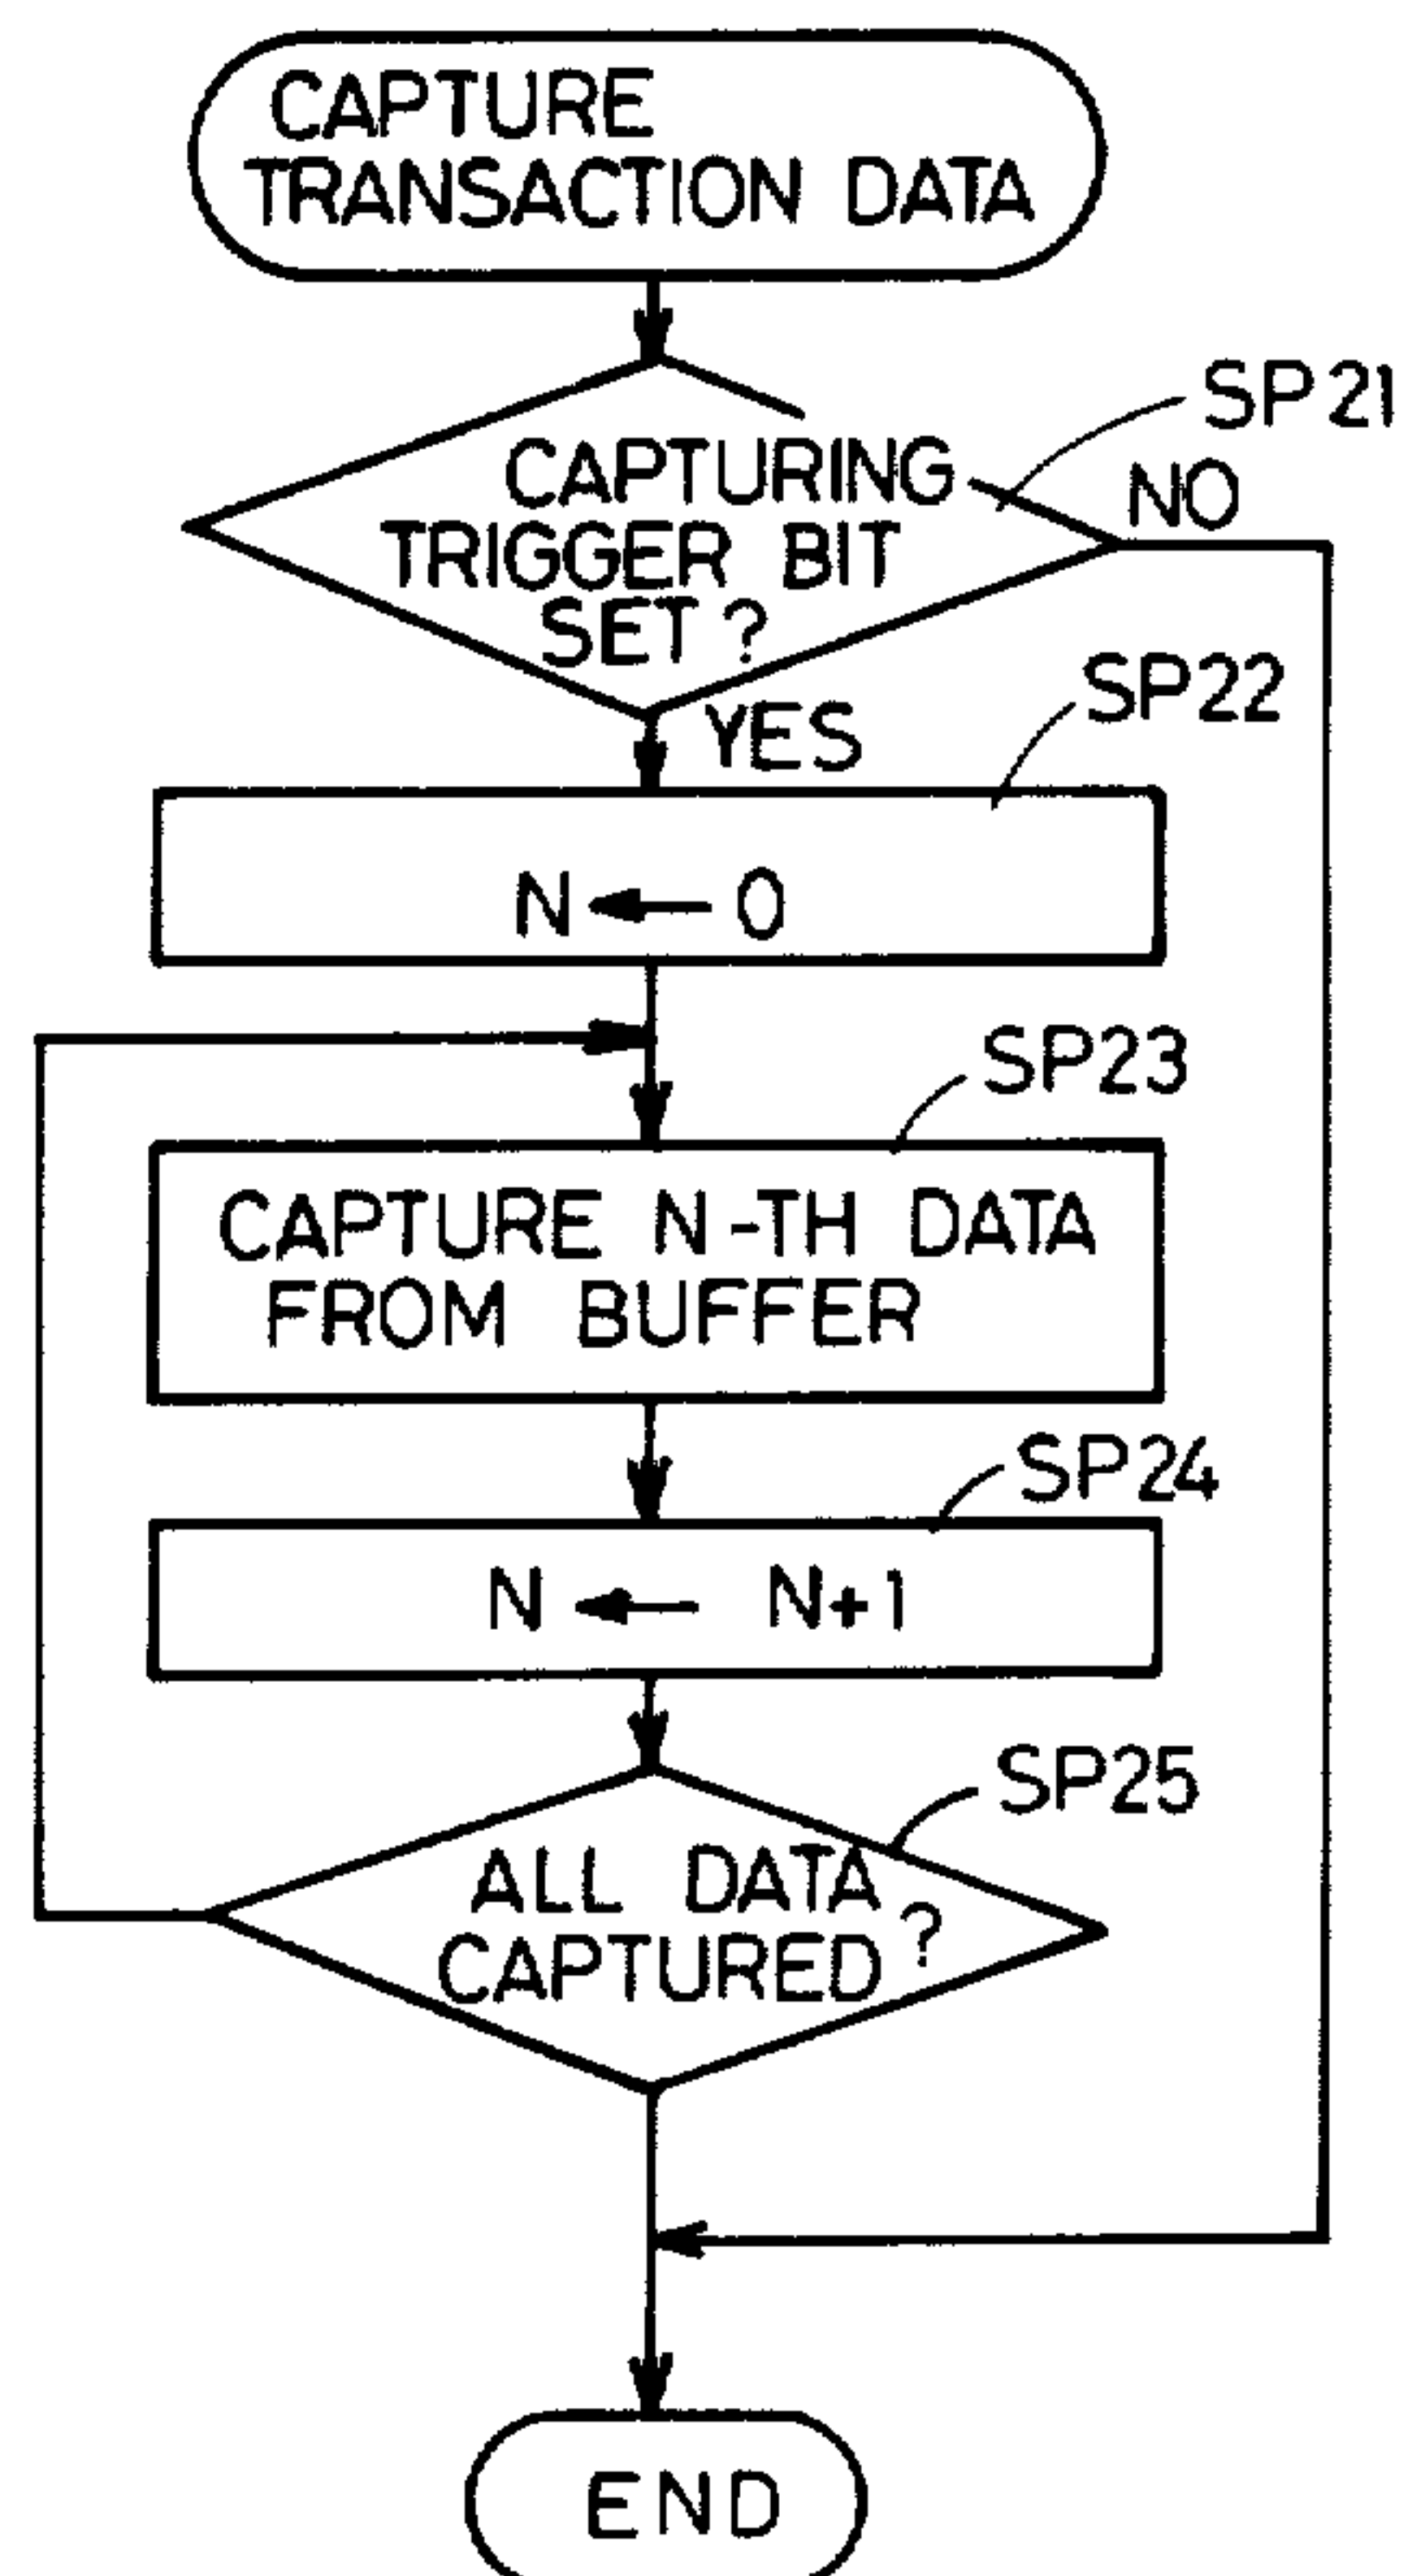 CAPTURE
TRANSACTION DATA
SP21
CAPTURING
NO
TRIGGER BIT
SET?
SP22
YES
N ← 0
SP23
CAPTURE N-TH DATA
FROM BUFFER
SP24
N ← N+1
SP25
ALL DATA
CAPTURED?
END